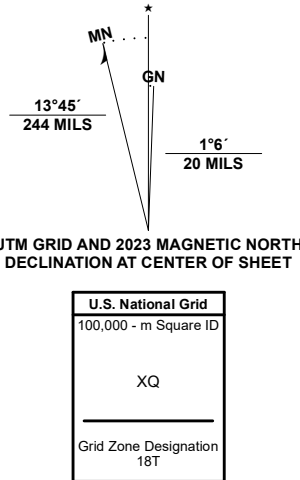 MN
GN
13°45´
244 MILS
1°6´
20 MILS
UTM GRID AND 2023 MAGNETIC NORTH
DECLINATION AT CENTER OF SHEET
U.S. National Grid
100,000 - m Square ID
XQ
Grid Zone Designation
18T